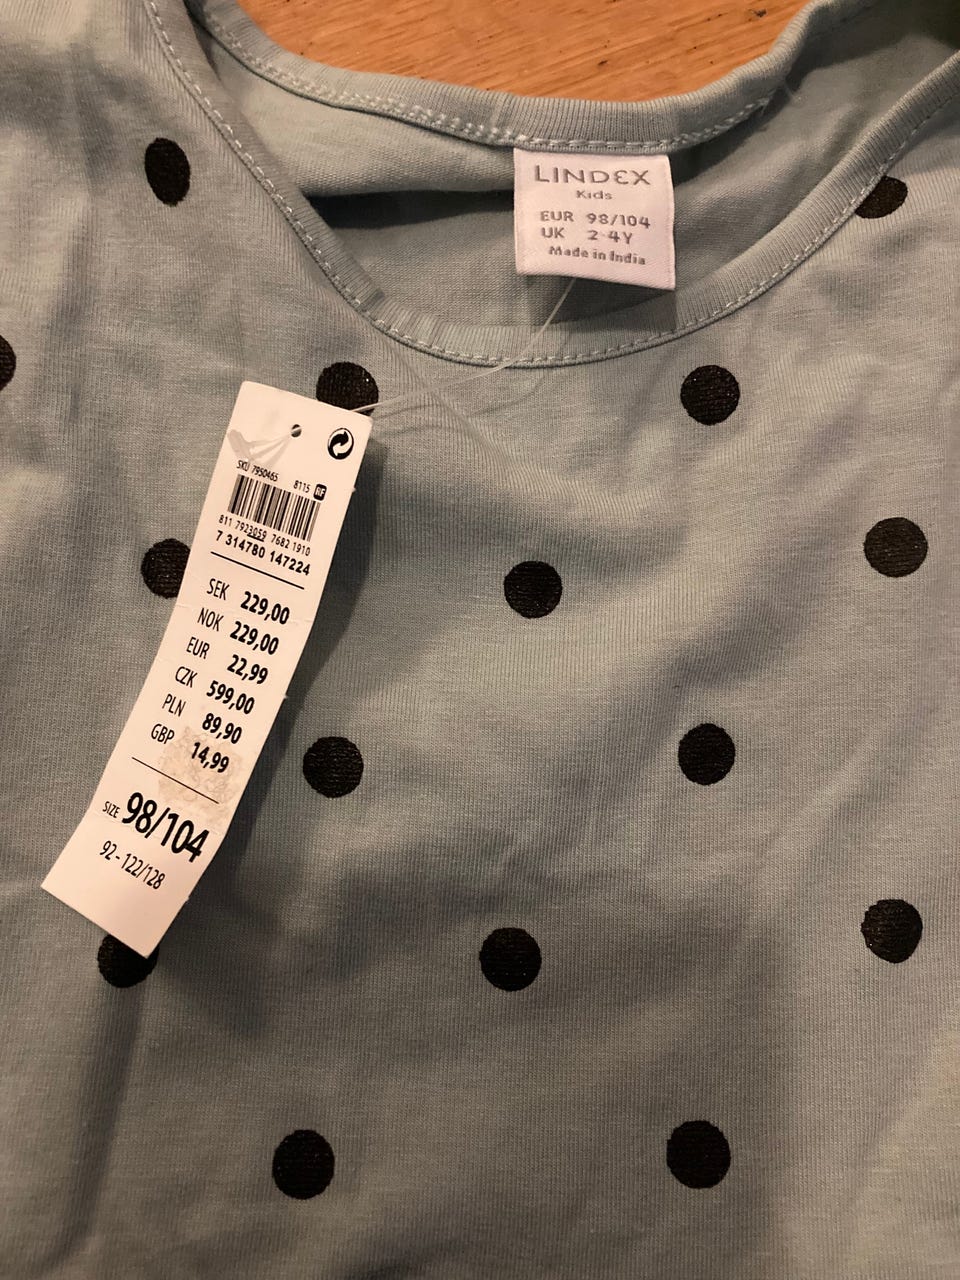 LINDEX
Kids
EUR 98/104
UK 2-4Y
Made in India
SKU 7950465 8115 RF
811 7923059 7682 1910
7 314780 147224
SEK 229,00
NOK 229,00
EUR 22,99
CZK 599,00
PLN 89,90
GBP 14,99
SIZE 98/104
92 - 122/128